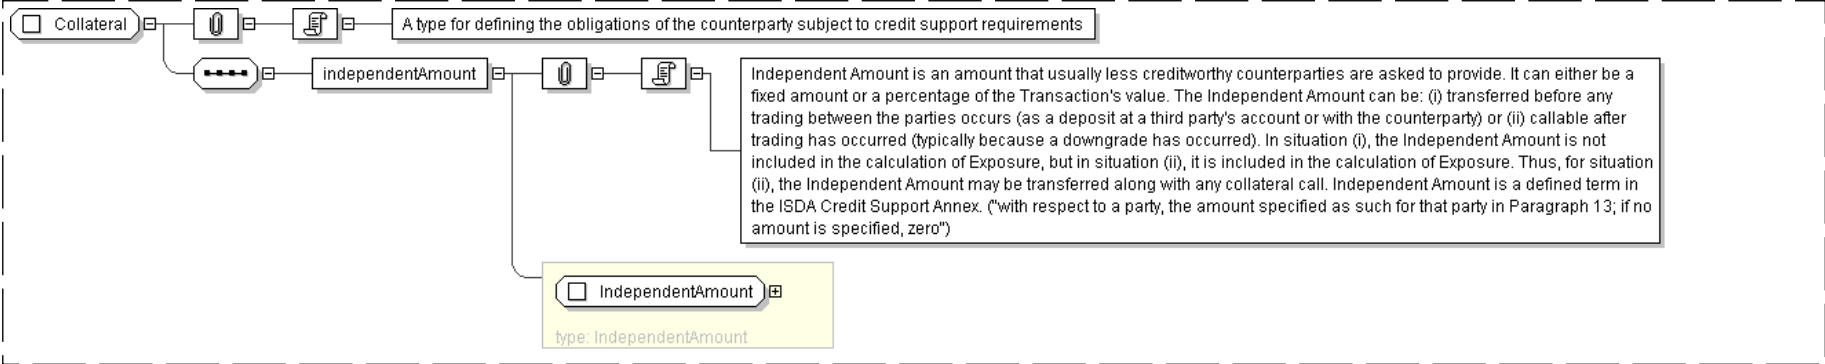 Collateral
A type for defining the obligations of the counterparty subject to credit support requirements
independentAmount
Independent Amount is an amount that usually less creditworthy counterparties are asked to provide. It can either be a
fixed amount or a percentage of the Transaction's value. The Independent Amount can be: (i) transferred before any
trading between the parties occurs (as a deposit at a third party's account or with the counterparty) or (ii) callable after
trading has occurred (typically because a downgrade has occurred). In situation (i), the Independent Amount is not
included in the calculation of Exposure, but in situation (ii), it is included in the calculation of Exposure. Thus, for situation
(ii), the Independent Amount may be transferred along with any collateral call. Independent Amount is a defined term in
the ISDA Credit Support Annex. ("with respect to a party, the amount specified as such for that party in Paragraph 13; if no
amount is specified, zero")
IndependentAmount
type: IndependentAmount